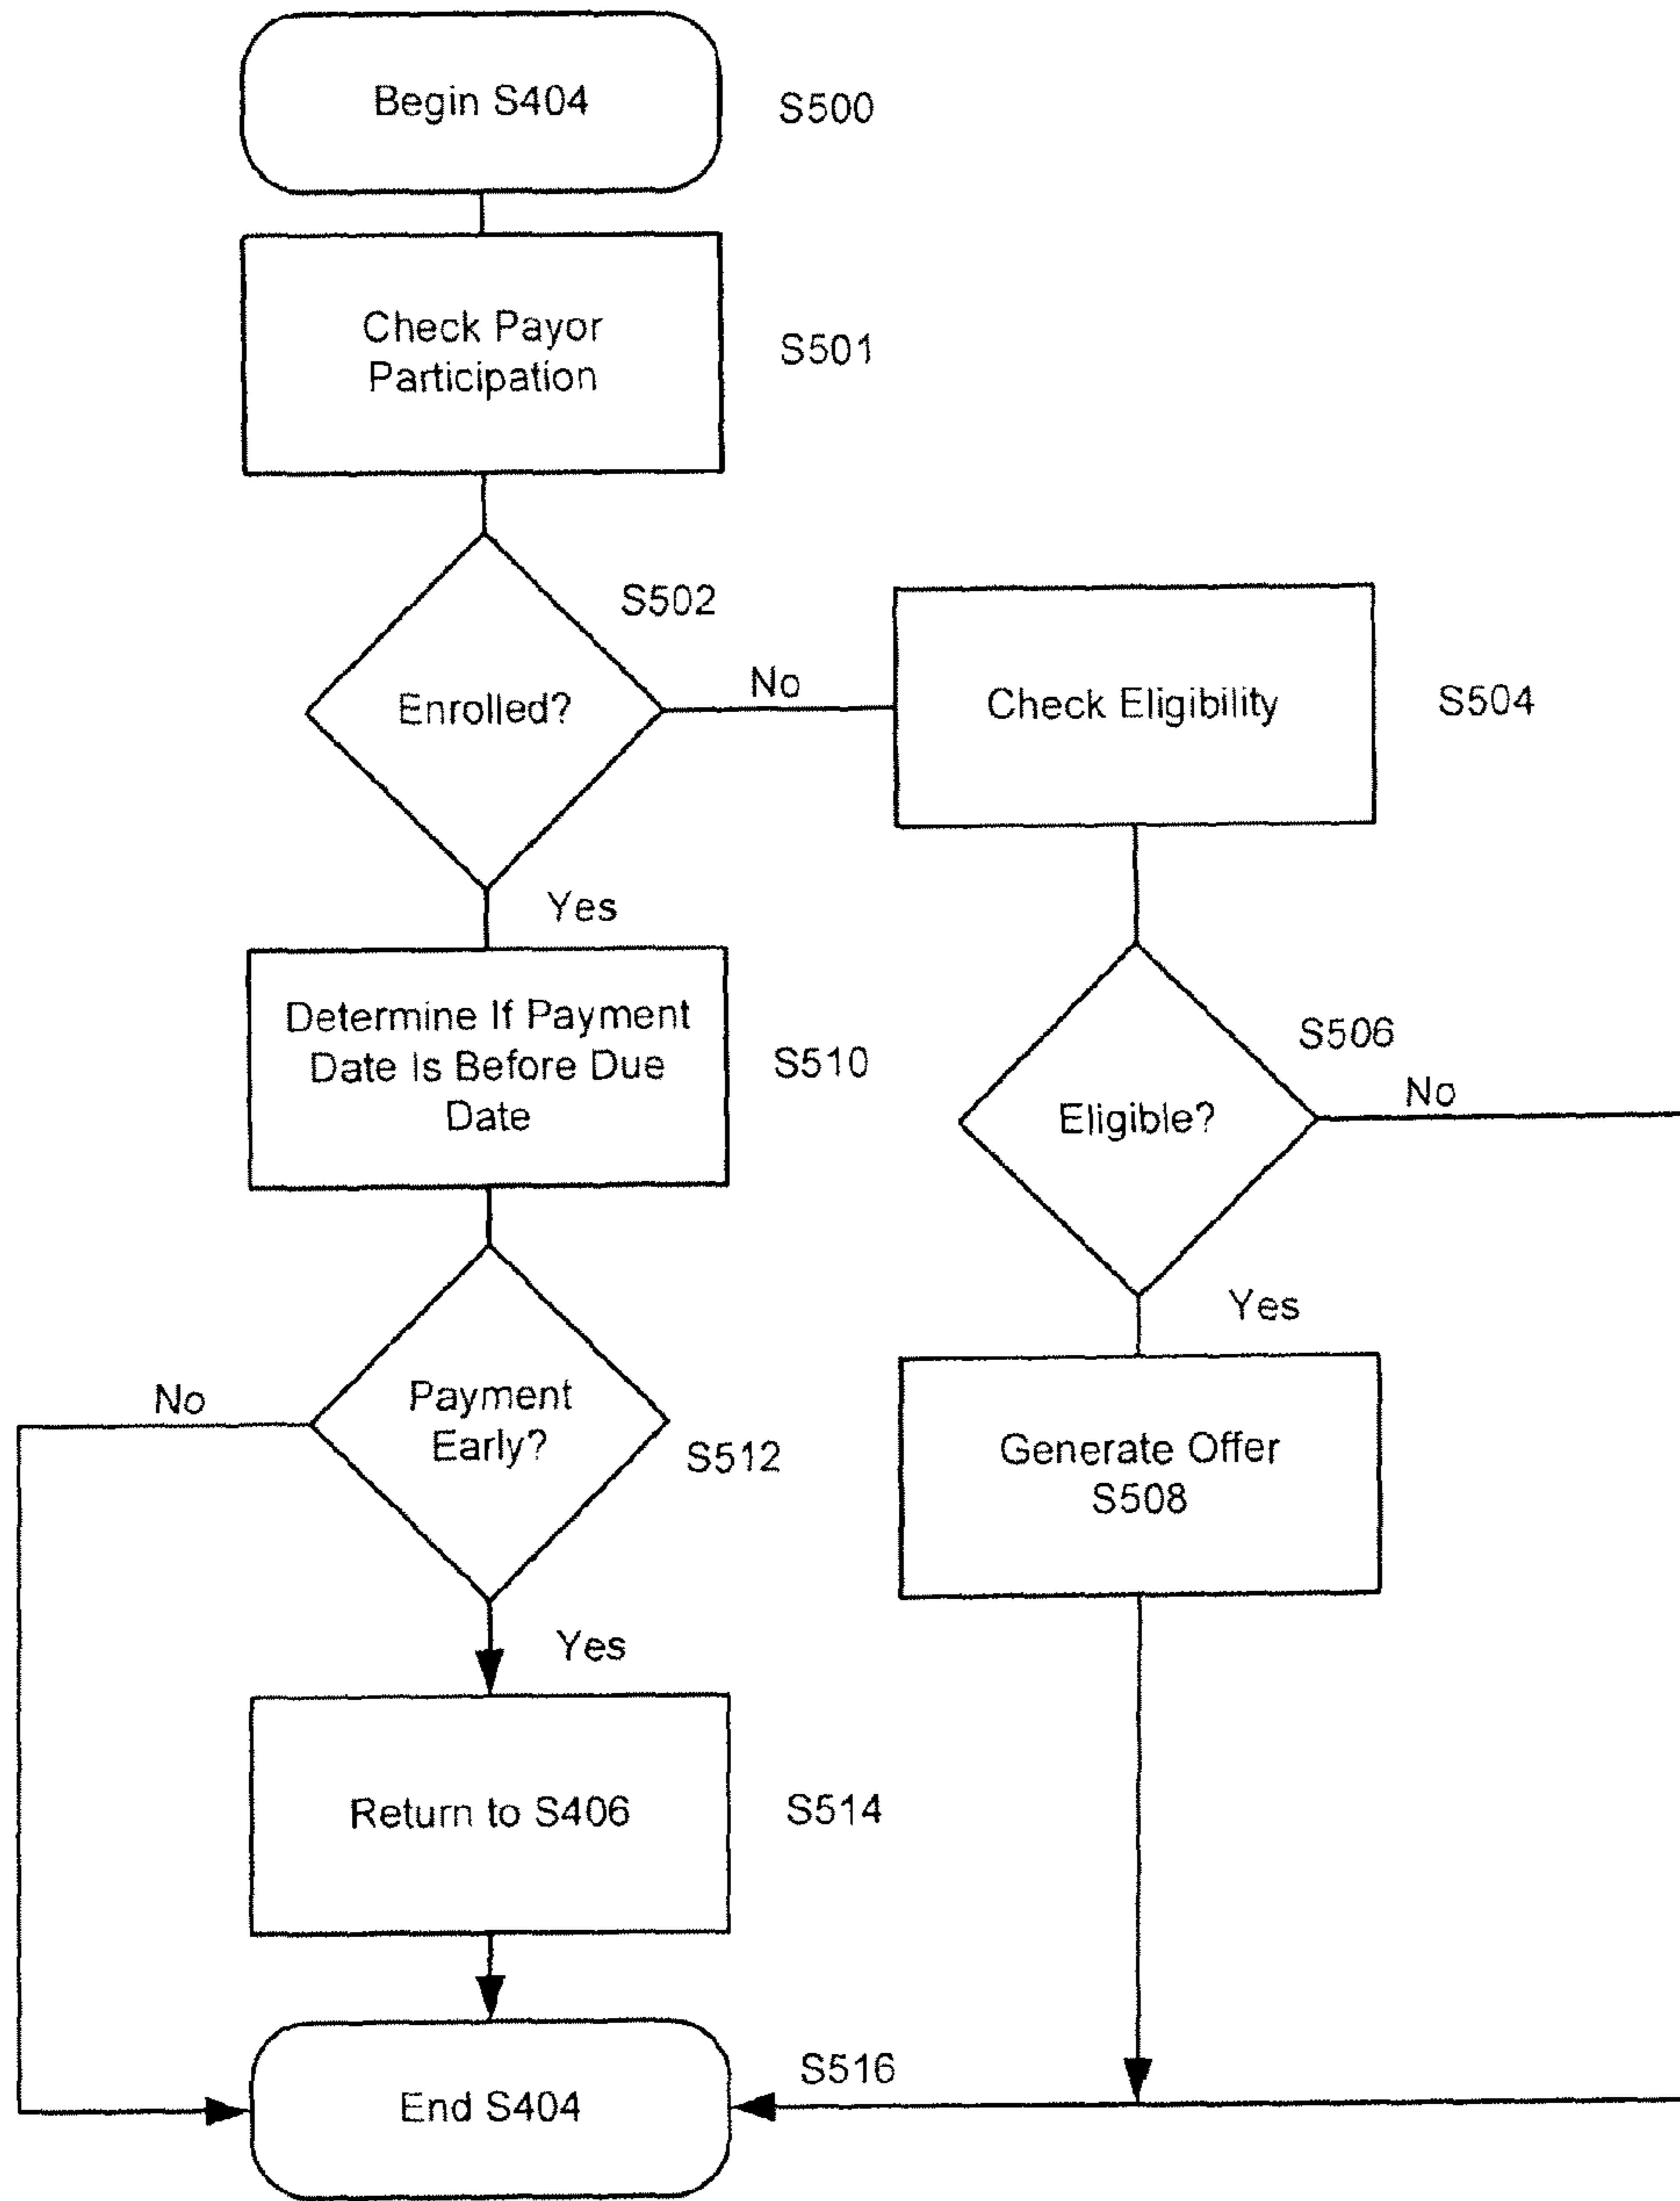 Begin S404
S500
Check Payor
Participation
S501
S502
Enrolled?
No
Check Eligibility
S504
Yes
Determine If Payment
Date Is Before Due
Date
S510
S506
Eligible?
No
Yes
Payment
Early?
No
S512
Generate Offer
S508
Yes
Return to S406
S514
S516
End S404